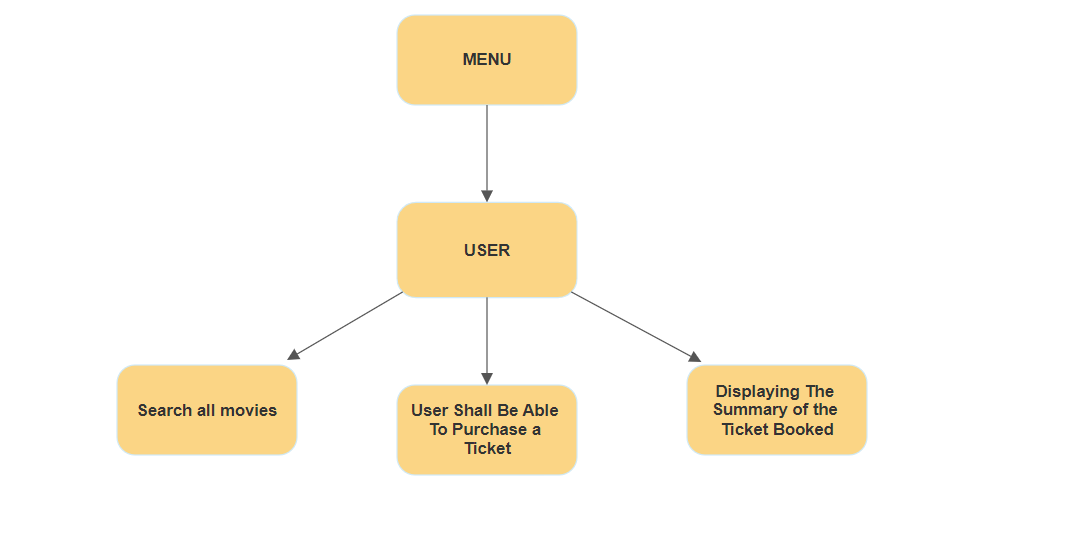 MENU
USER
Search all movies
User Shall Be Able
To Purchase a
Ticket
Displaying The
Summary of the
Ticket Booked